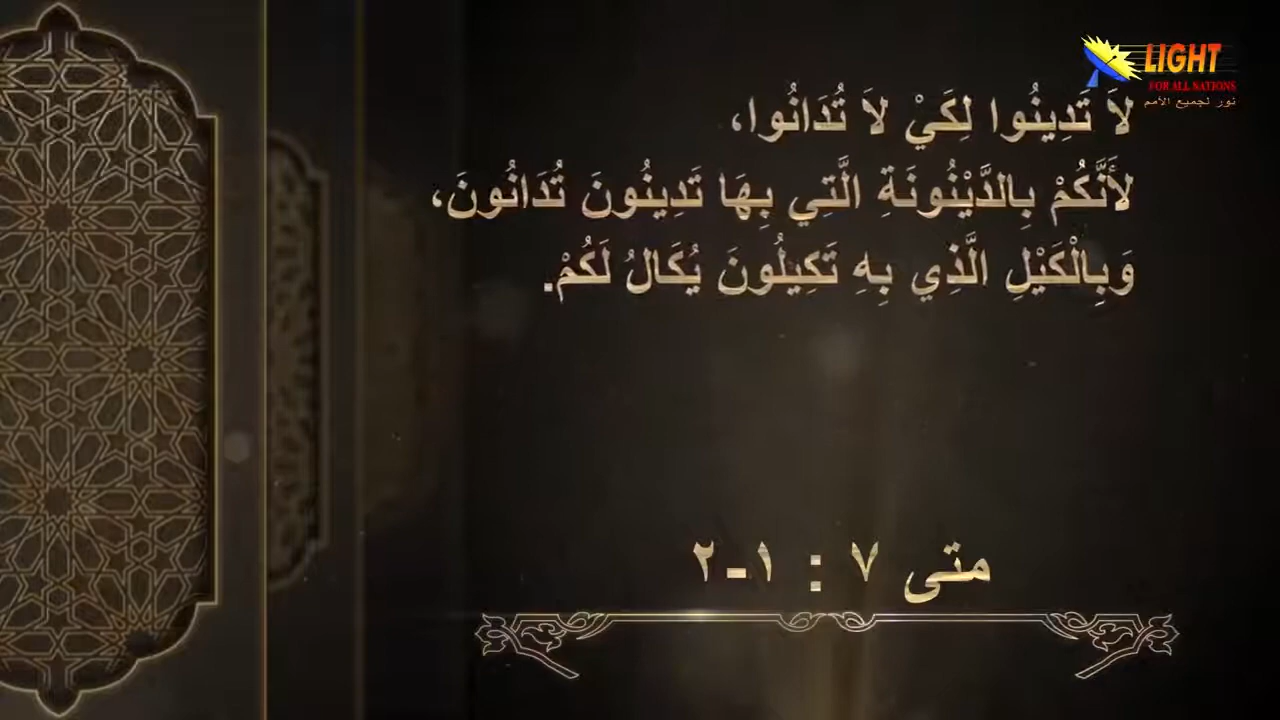 LIGHT
FOR ALL NATIONS
نور لجميع الأمم
لاَ تَدِينُوا لِكَيْ لاَ تُدَانُوا،
لأَنَّكُمْ بِالدَّيْنُونَةِ الَّتِي بِهَا تَدِينُونَ تُدَانُونَ،
وَبِالْكَيْلِ الَّذِي بِهِ تَكِيلُونَ يُكَالُ لَكُمْ.
متى ٧ : ١-٢